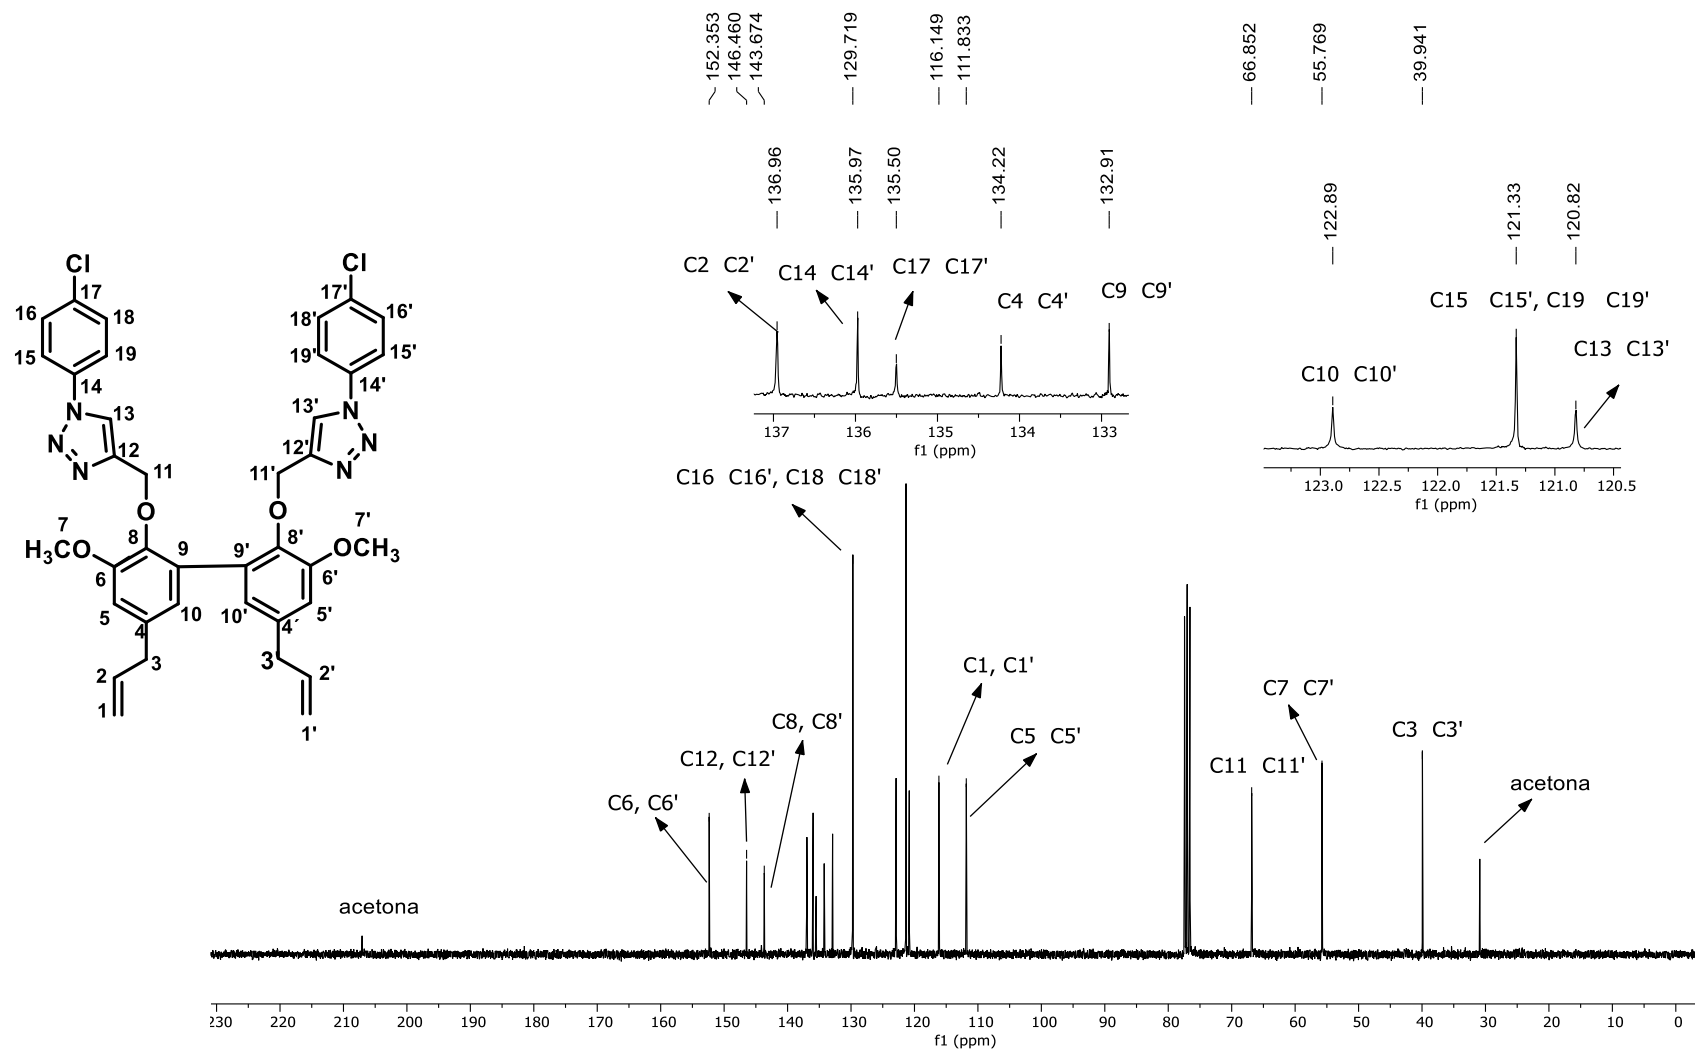 152.353
146.460
143.674
129.719
116.149
111.833
66.852
55.769
39.941
136.96
135.97
135.50
134.22
132.91
122.89
121.33
120.82
C2 C2'
C14 C14'
C17 C17'
C4 C4'
C9 C9'
137 136 135 134 133
f1 (ppm)
C15 C15', C19 C19'
C10 C10'
C13 C13'
123.0 122.5 122.0 121.5 121.0 120.5
f1 (ppm)
Cl
Cl
17
17'
16
18
18'
16'
15
19
19'
15'
14
14'
N
13
13'
N
N
12
12'
N
N
11
11'
N
O
O
7
8
8'
7'
H3CO
9
9'
OCH3
6
6'
5
10
10'
5'
4
4´
2
3
3'
2'
1
1'
C16 C16', C18 C18'
C1, C1'
C7 C7'
C8, C8'
C5 C5'
C3 C3'
C12, C12'
C11 C11'
acetona
C6, C6'
acetona
230 220 210 200 190 180 170 160 150 140 130 120 110 100 90 80 70 60 50 40 30 20 10 0
f1 (ppm)